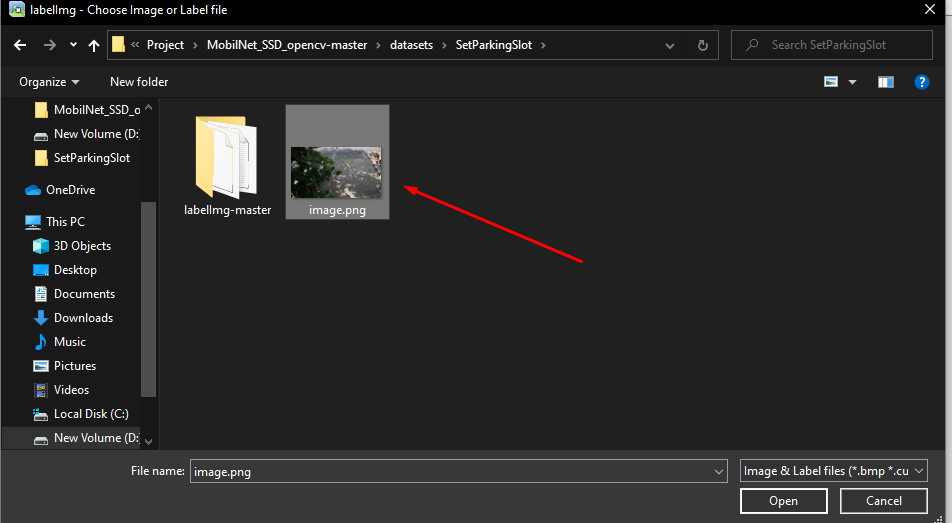 labelImg - Choose Image or Label file
« Project › MobilNet_SSD_opencv-master › datasets › SetParkingSlot ›
Search SetParkingSlot
Organize
New folder
?
MobilNet_SSD_o
New Volume (D:
SetParkingSlot
OneDrive
This PC
3D Objects
Desktop
Documents
Downloads
Music
Pictures
Videos
Local Disk (C:)
New Volume (D:
labelImg-master
image.png
File name:
image.png
Image & Label files (*.bmp *.cu
Open
Cancel